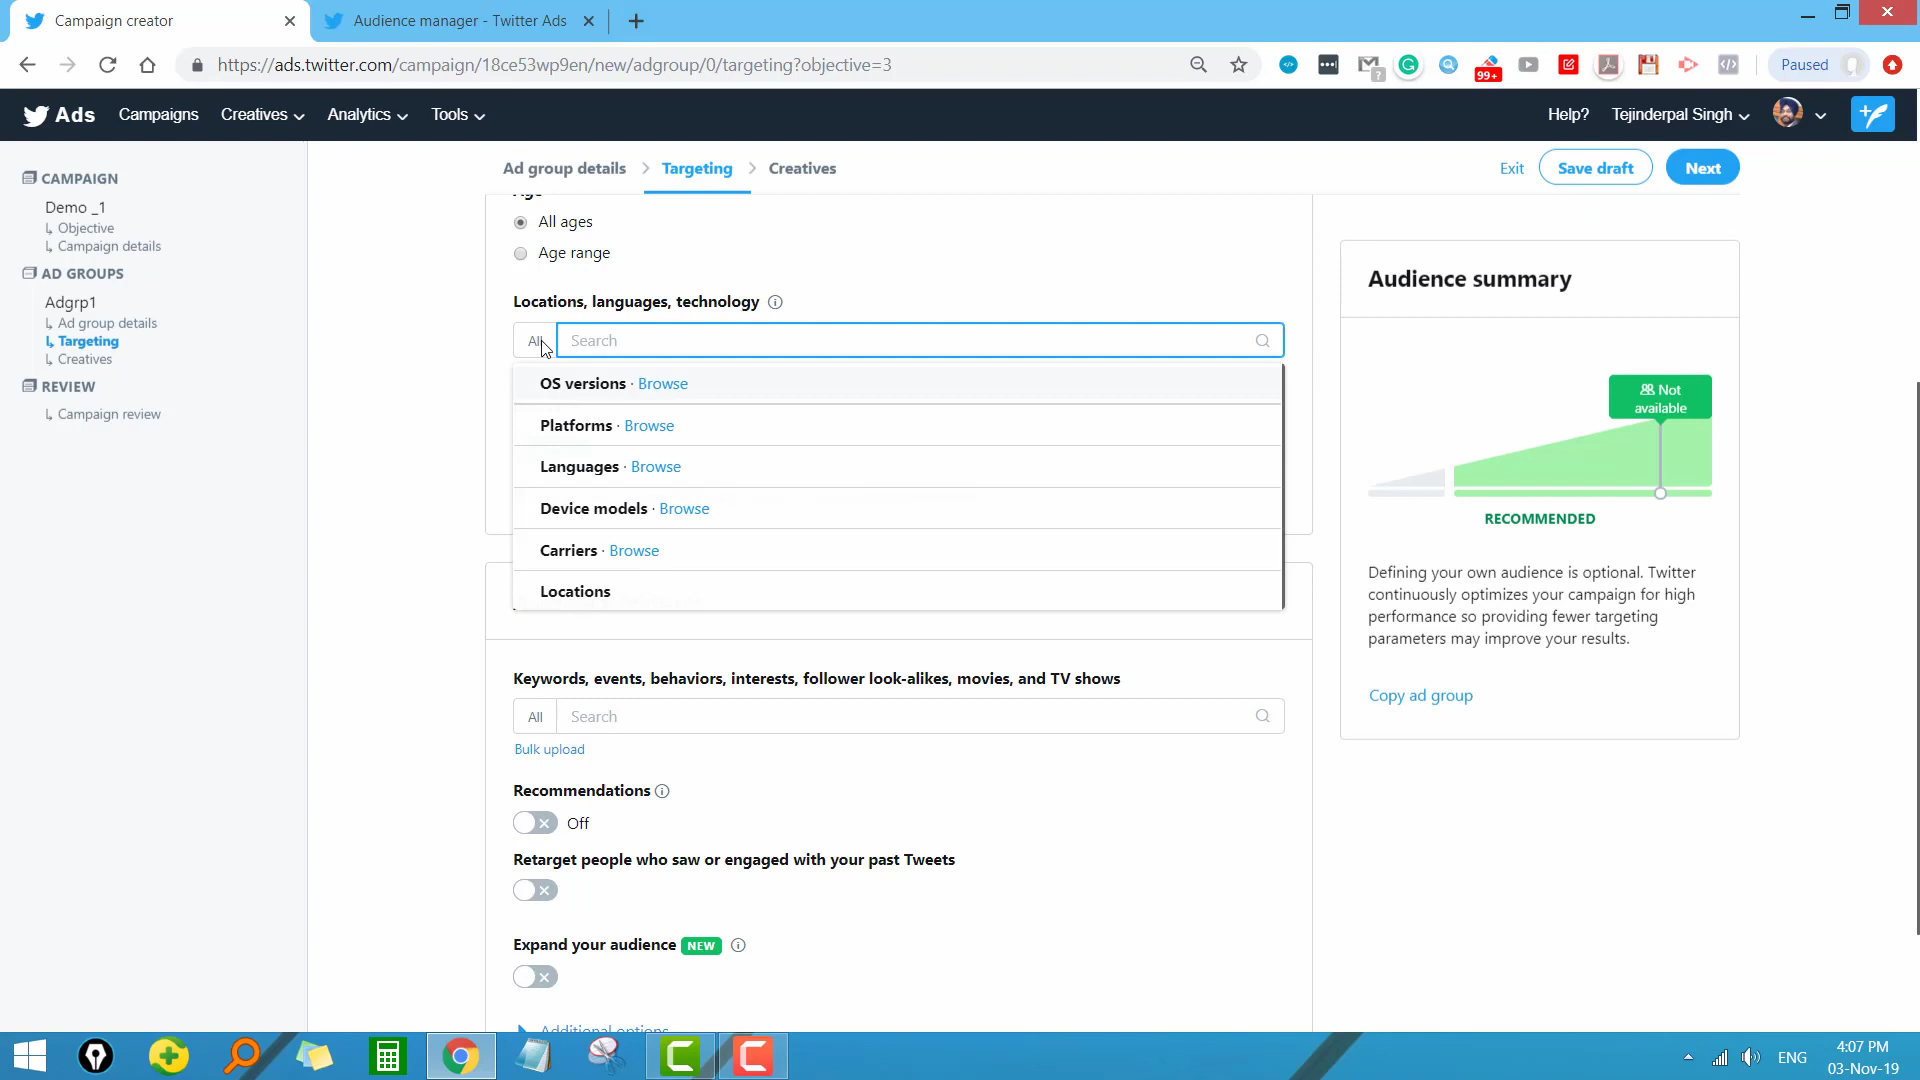 Campaign creator
Audience manager - Twitter Ads
https://ads.twitter.com/campaign/18ce53wp9en/new/adgroup/0/targeting?objective=3
99+
Paused
Ads
Campaigns
Creatives
Analytics
Tools
Help?
Tejinderpal Singh
CAMPAIGN
Demo _1
Objective
Campaign details
AD GROUPS
Adgrp1
Ad group details
Targeting
Creatives
REVIEW
Campaign review
Ad group details
Targeting
Creatives
Exit
Save draft
Next
Age
All ages
Age range
Locations, languages, technology
All
Search
OS versions · Browse
Platforms · Browse
Languages · Browse
Device models · Browse
Carriers · Browse
Locations
Keywords, events, behaviors, interests, follower look-alikes, movies, and TV shows
All
Search
Bulk upload
Recommendations
Off
Retarget people who saw or engaged with your past Tweets
Expand your audience NEW
Additional options
Audience summary
Not
available
RECOMMENDED
Defining your own audience is optional. Twitter
continuously optimizes your campaign for high
performance so providing fewer targeting
parameters may improve your results.
Copy ad group
ENG
4:07 PM
03-Nov-19